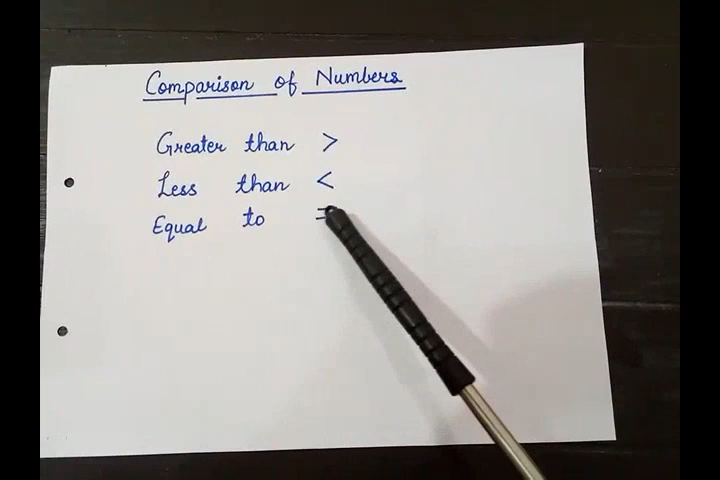 Comparison of Numbers
Greater than >
Less than <
Equal to =